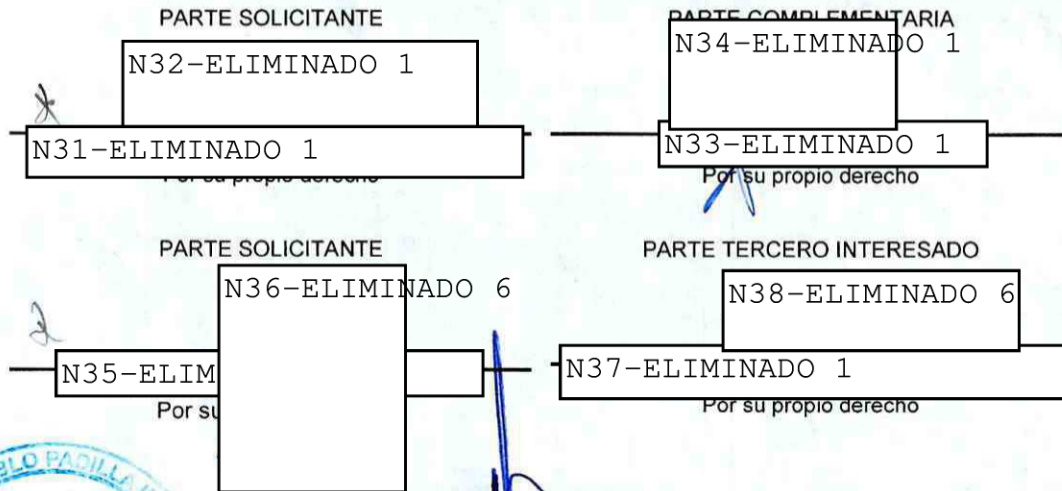 PARTE SOLICITANTE
N32-ELIMINADO 1
N31-ELIMINADO 1
Por su propio derecho
PARTE COMPLEMENTARIA
N34-ELIMINADO 1
N33-ELIMINADO 1
Por su propio derecho
PARTE SOLICITANTE
N36-ELIMINADO 6
N35-ELIM
Por su
PARTE TERCERO INTERESADO
N38-ELIMINADO 6
N37-ELIMINADO 1
Por su propio derecho
BLO PADILLA